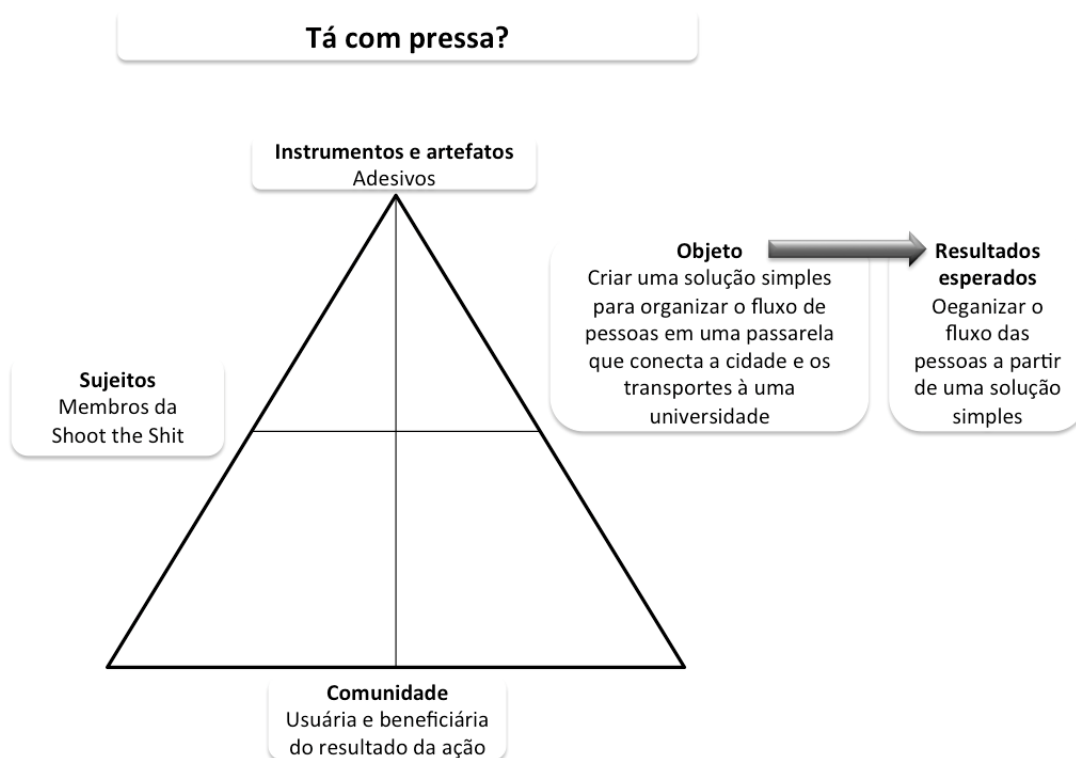 Tá com pressa?
Instrumentos e artefatos
Adesivos
Objeto
Criar uma solução simples
para organizar o fluxo de
pessoas em uma passarela
que conecta a cidade e os
transportes à uma
universidade
Resultados
esperados
Oeganizar o
fluxo das
pessoas a partir
de uma solução
simples
Sujeitos
Membros da
Shoot the Shit
Comunidade
Usuária e beneficiária
do resultado da ação